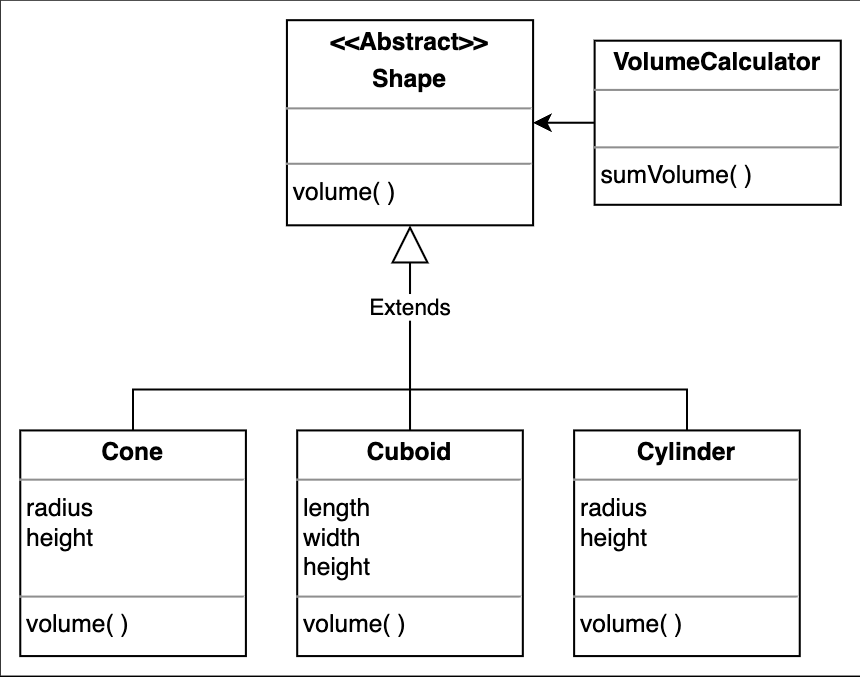 <<Abstract>>
Shape
volume( )
VolumeCalculator
sumVolume( )
Extends
Cone
radius
height
volume( )
Cuboid
length
width
height
volume( )
Cylinder
radius
height
volume( )